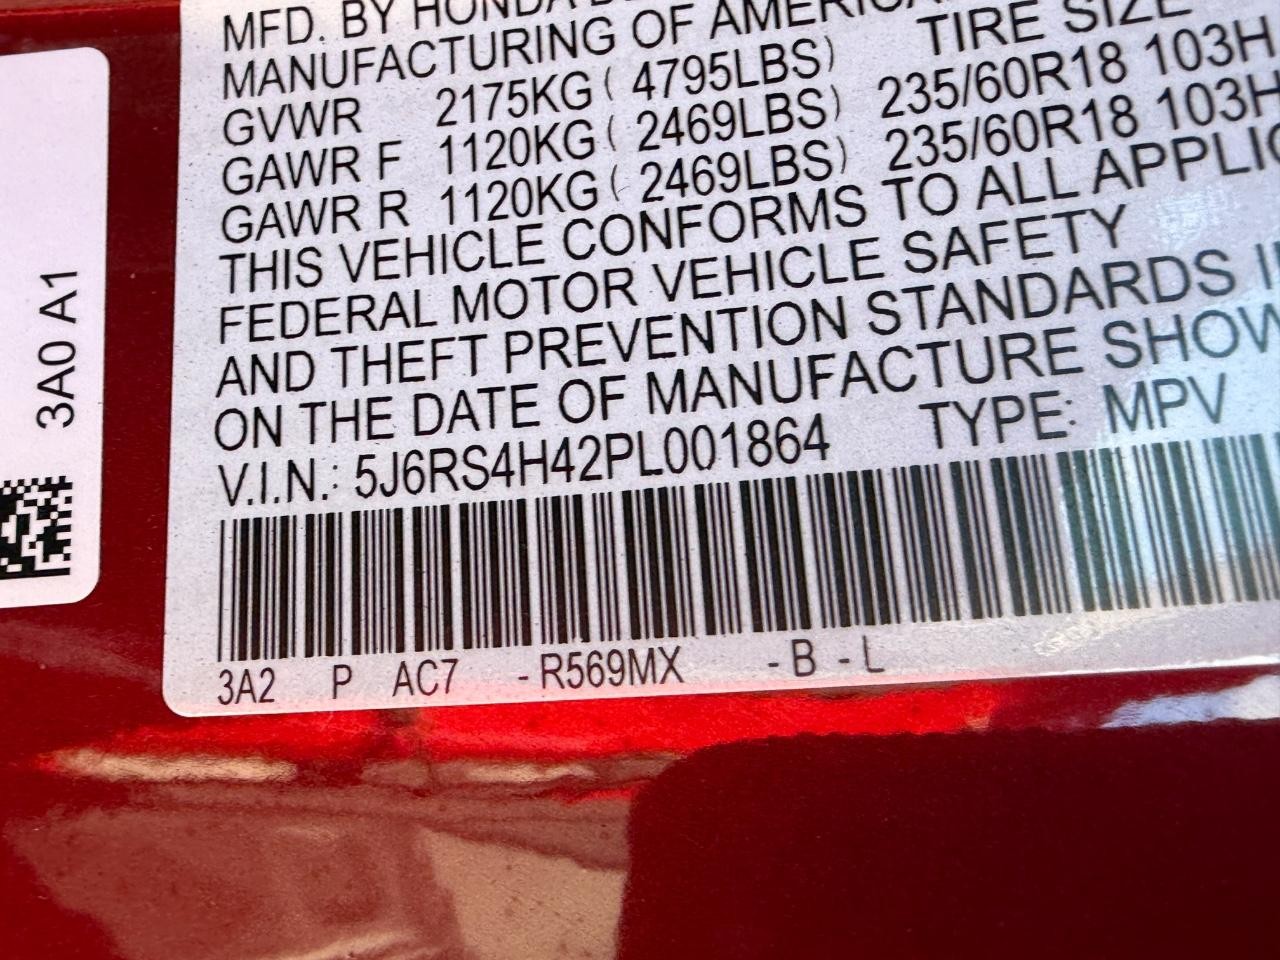 MFD. BY HONDA
MANUFACTURING OF AMERICA
TIRE SIZE
GVWR 2175KG ( 4795LBS)
GAWR F 1120KG ( 2469LBS) 235/60R18 103H
GAWR R 1120KG ( 2469LBS) 235/60R18 103H
THIS VEHICLE CONFORMS TO ALL APPLIC
FEDERAL MOTOR VEHICLE SAFETY
AND THEFT PREVENTION STANDARDS
ON THE DATE OF MANUFACTURE SHOW
V.I.N.: 5J6RS4H42PL001864 TYPE: MPV
3A2 P AC7 -R569MX -B -L
3A0 A1